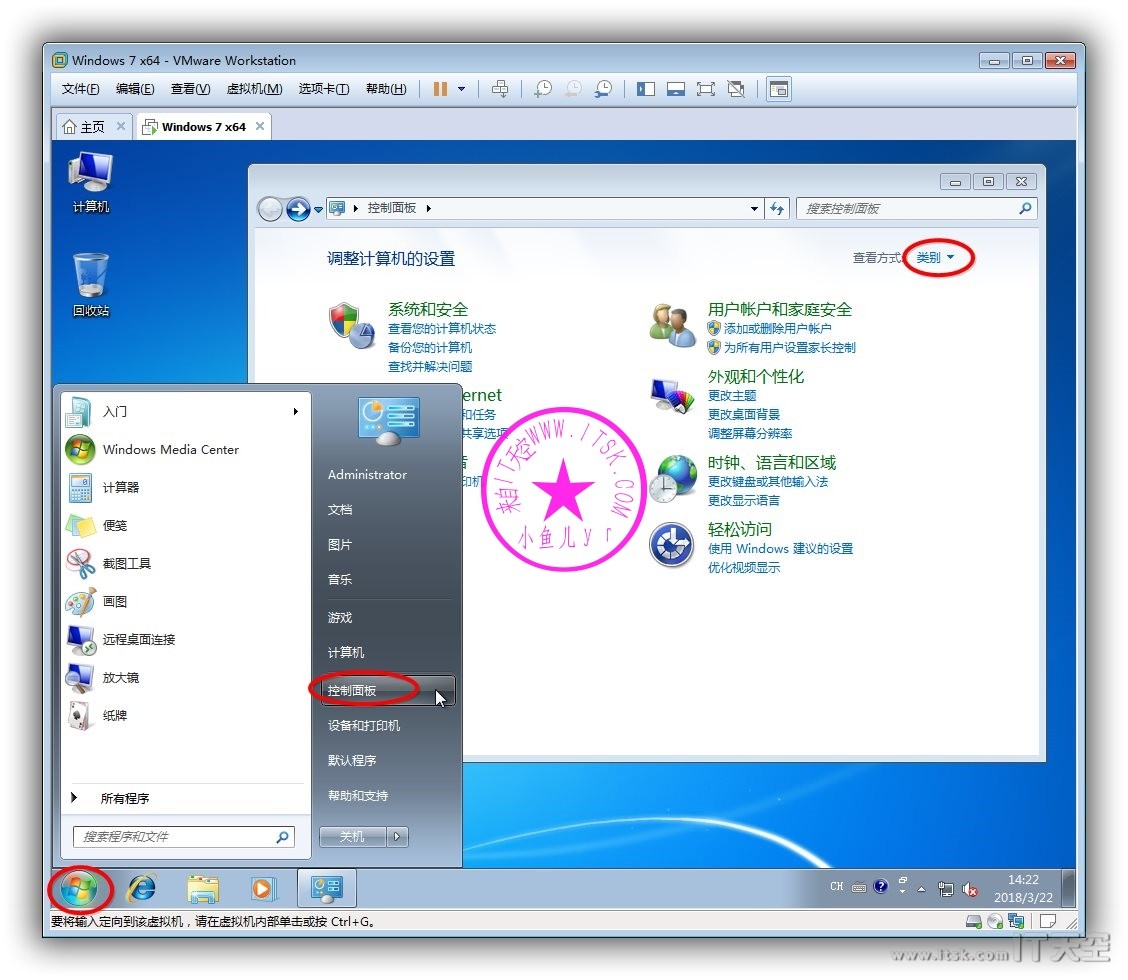 Windows 7 x64 - VMware Workstation
文件(F) 编辑(E) 查看(V) 虚拟机(M) 选项卡(T) 帮助(H)
主页 Windows 7 x64
计算机
回收站
控制面板
搜索控制面板
调整计算机的设置
查看方式: 类别
系统和安全
查看您的计算机状态
备份您的计算机
查找并解决问题
ernet
和任务
共享选项
音
印机
用户帐户和家庭安全
添加或删除用户帐户
为所有用户设置家长控制
外观和个性化
更改主题
更改桌面背景
调整屏幕分辨率
时钟、语言和区域
更改键盘或其他输入法
更改显示语言
轻松访问
使用 Windows 建议的设置
优化视频显示
来自IT天空WWW.ITSK.COM
小鱼儿yr
入门
Windows Media Center
计算器
便笺
截图工具
画图
远程桌面连接
放大镜
纸牌
所有程序
搜索程序和文件
Administrator
文档
图片
音乐
游戏
计算机
控制面板
设备和打印机
默认程序
帮助和支持
关机
CH
14:22
2018/3/22
要将输入定向到该虚拟机，请在虚拟机内部单击或按 Ctrl+G。
www.itsk.com IT天空